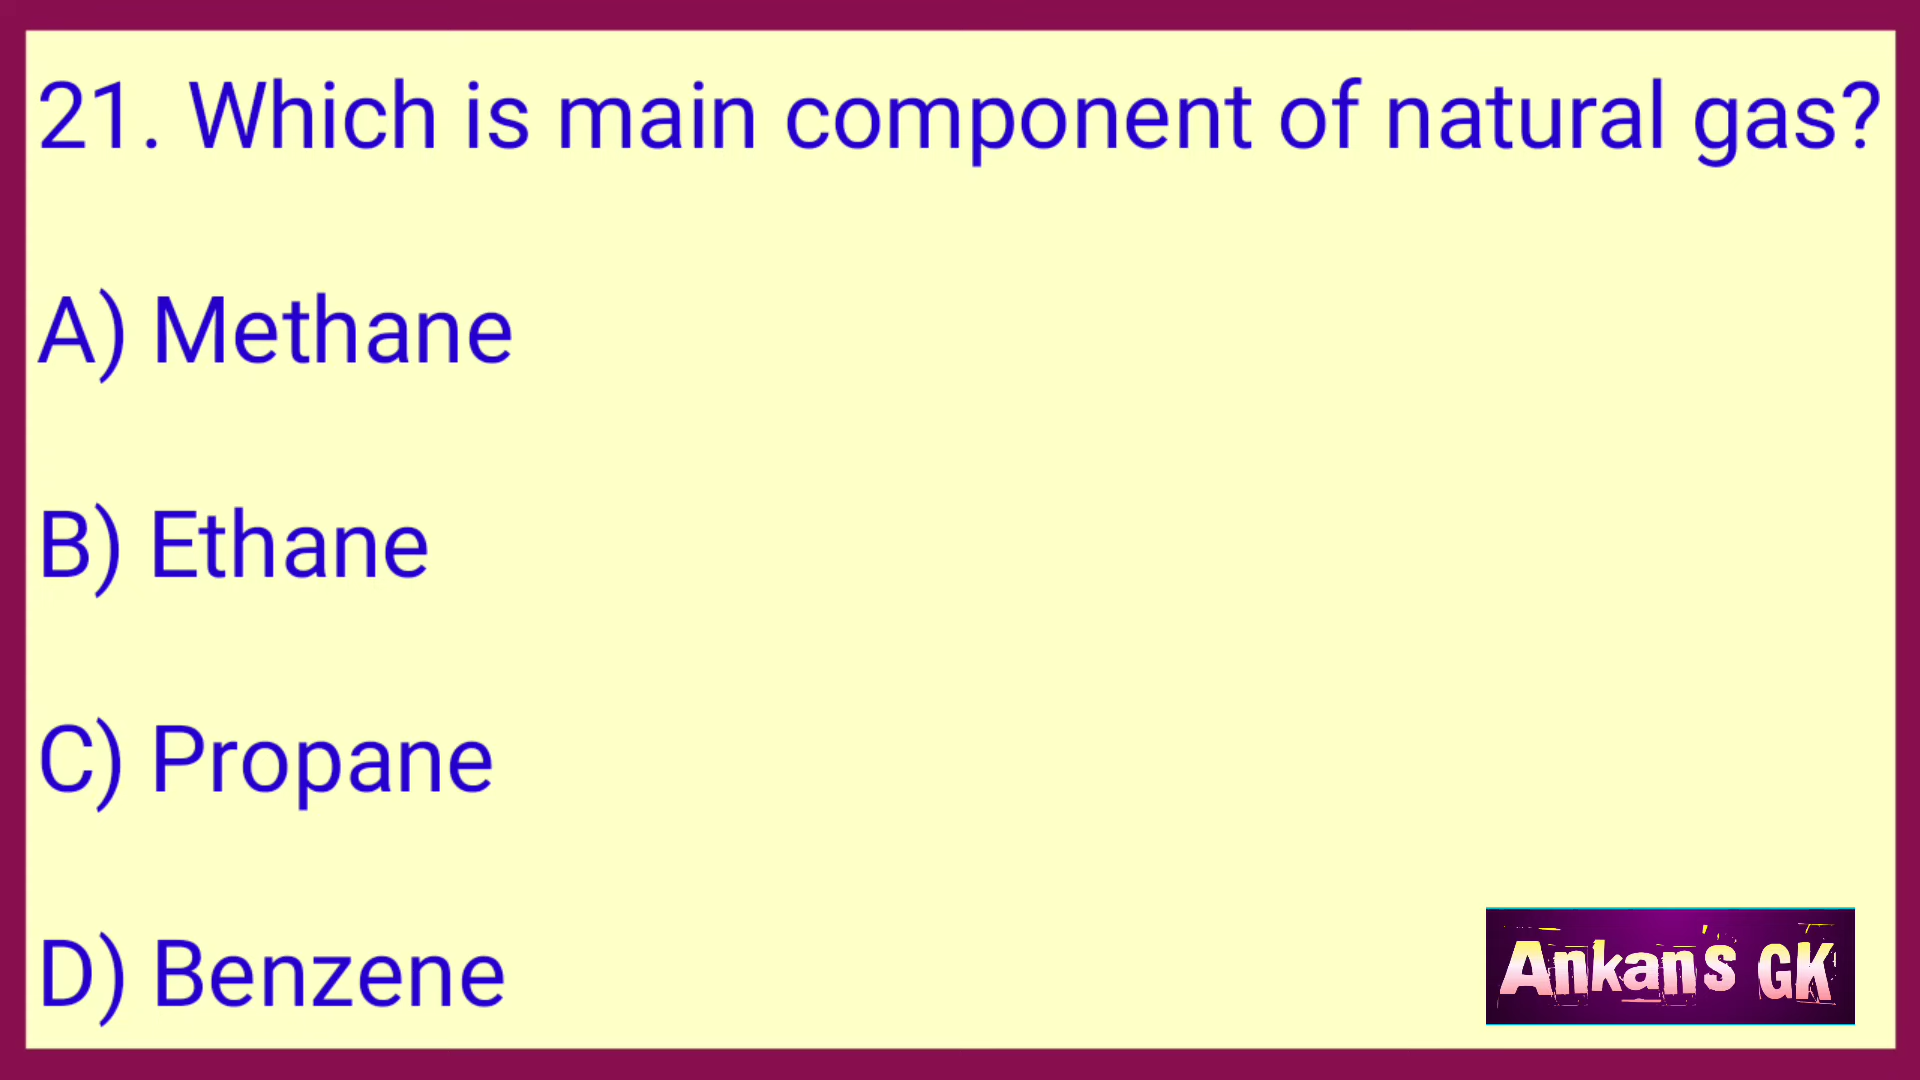 21. Which is main component of natural gas?
A) Methane
B) Ethane
C) Propane
D) Benzene
Ankan's GK